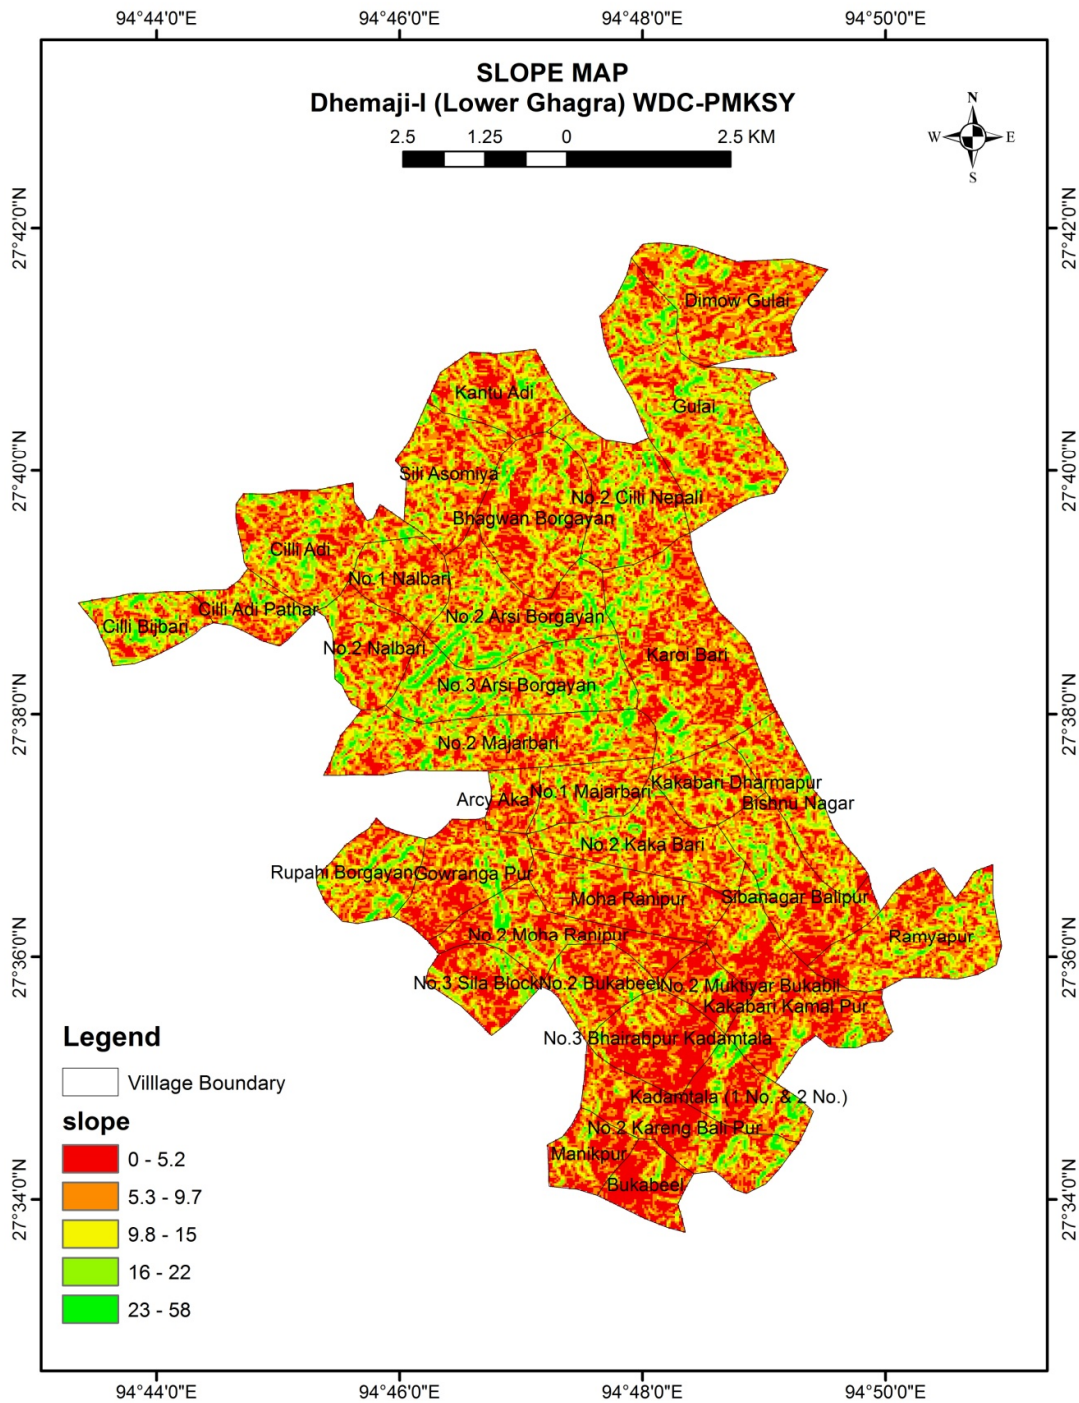 94°44'0"E 94°46'0"E 94°48'0"E 94°50'0"E
SLOPE MAP
Dhemaji-I (Lower Ghagra) WDC-PMKSY
2.5 1.25 0 2.5 KM
N
W E
S
27°42'0"N 27°42'0"N
Dimow Gulai
Kantu Adi
Gulai
27°40'0"N 27°40'0"N
Sili Asomiya
No.2 Cilli Nepali
Bhagwan Borgayan
Cilli Adi
No.1 Nalbari
Cilli Adi Pathar
No.2 Arsi Borgayan
Cilli Bijbari
No.2 Nalbari
Karoi Bari
No.3 Arsi Borgayan
27°38'0"N 27°38'0"N
No.2 Majarbari
Kakabari Dharmapur
No.1 Majarbari
Arcy Aka
Bishnu Nagar
No.2 Kaka Bari
Rupahi Borgayan Gowranga Pur
Moha Ranipur
Sibanagar Balipur
No.2 Moha Ranipur
Ramyapur
27°36'0"N 27°36'0"N
No.3 Sila Block No.2 Bukabeel No.2 Muktiyar Bukabil
Kakabari Kamal Pur
No.3 Bhairabpur Kadamtala
Kadamtala (1 No. & 2 No.)
No.2 Kareng Bali Pur
Manikpur
Bukabeel
27°34'0"N 27°34'0"N
Legend
Villlage Boundary
slope
0 - 5.2
5.3 - 9.7
9.8 - 15
16 - 22
23 - 58
94°44'0"E 94°46'0"E 94°48'0"E 94°50'0"E